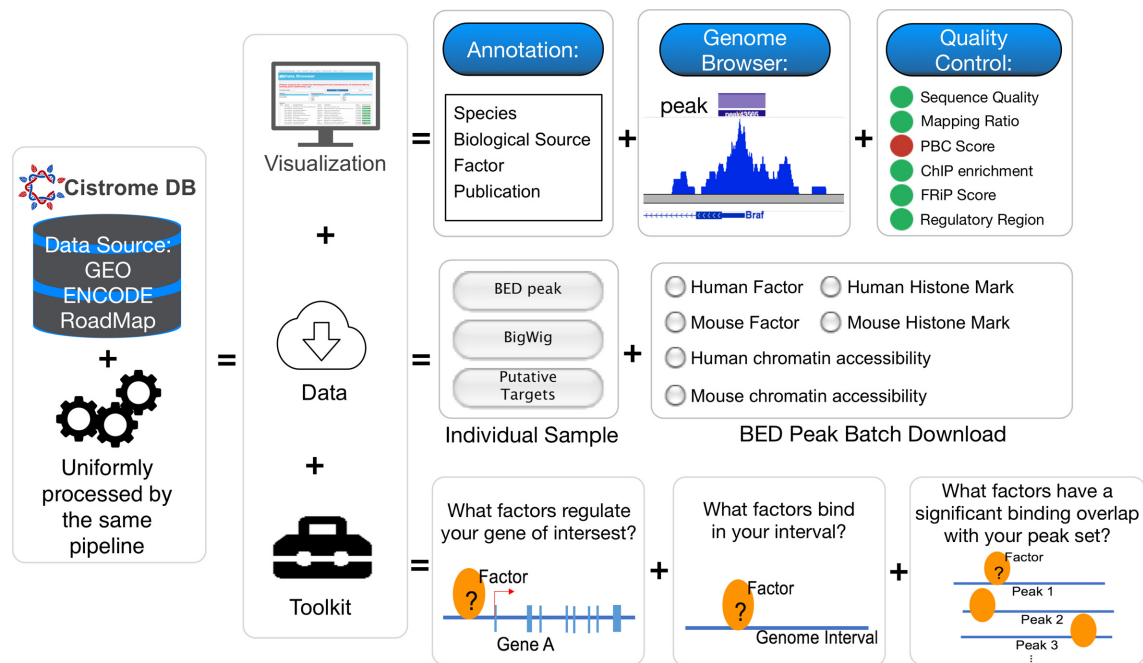 Cistrome DB
Data Source:
GEO
ENCODE
RoadMap
+
Uniformly
processed by
the same
pipeline
=
Visualization
+
Data
+
Toolkit
=
Annotation:
Species
Biological Source
Factor
Publication
+
Genome
Browser:
peak
Braf
+
Quality
Control:
Sequence Quality
Mapping Ratio
PBC Score
ChIP enrichment
FRiP Score
Regulatory Region
=
BED peak
BigWig
Putative
Targets
Individual Sample
+
Human Factor
Human Histone Mark
Mouse Factor
Mouse Histone Mark
Human chromatin accessibility
Mouse chromatin accessibility
BED Peak Batch Download
=
What factors regulate
your gene of intersest?
Factor
?
Gene A
+
What factors bind
in your interval?
Factor
?
Genome Interval
+
What factors have a
significant binding overlap
with your peak set?
Factor
?
Peak 1
Peak 2
Peak 3
...